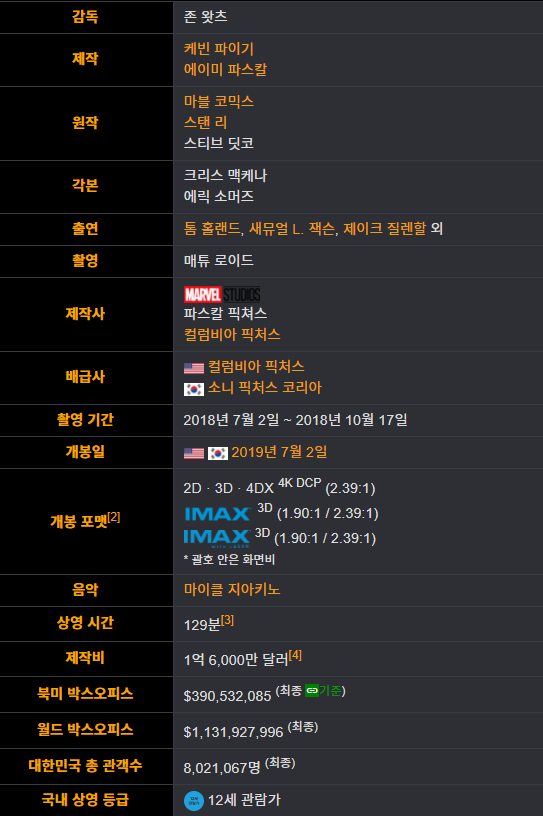 감독
존 왓츠
제작
케빈 파이기
에이미 파스칼
원작
마블 코믹스
스탠 리
스티브 딧코
각본
크리스 맥케나
에릭 소머즈
출연
톰 홀랜드, 새뮤얼 L. 잭슨, 제이크 질렌할 외
촬영
매튜 로이드
제작사
MARVEL STUDIOS
파스칼 픽쳐스
컬럼비아 픽처스
배급사
컬럼비아 픽처스
소니 픽처스 코리아
촬영 기간
2018년 7월 2일 ~ 2018년 10월 17일
개봉일
2019년 7월 2일
개봉 포맷[2]
2D · 3D · 4DX 4K DCP (2.39:1)
IMAX 3D (1.90:1 / 2.39:1)
IMAX 3D (1.90:1 / 2.39:1)
* 괄호 안은 화면비
음악
마이클 지아키노
상영 시간
129분[3]
제작비
1억 6,000만 달러[4]
북미 박스오피스
$390,532,085 (최종 기준)
월드 박스오피스
$1,131,927,996 (최종)
대한민국 총 관객수
8,021,067명 (최종)
국내 상영 등급
12세 관람가